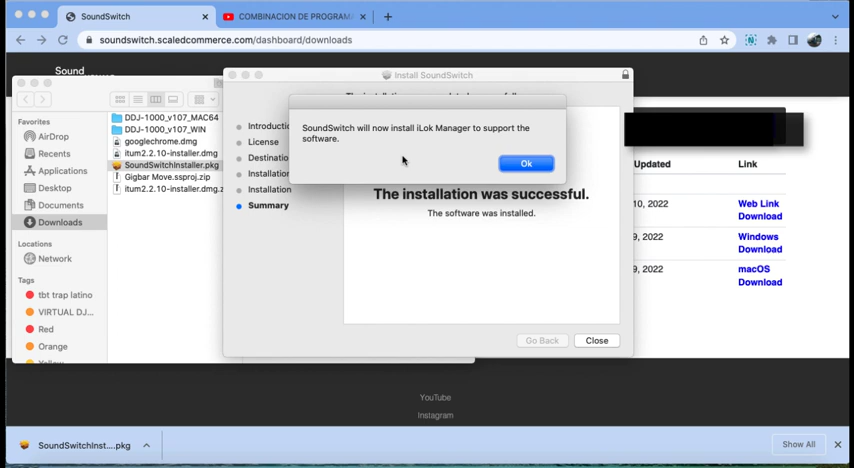 SoundSwitch
COMBINACION DE PROGRAMA
soundswitch.scaledcommerce.com/dashboard/downloads
Sound
Install SoundSwitch
Favorites
AirDrop
Recents
Applications
Desktop
Documents
Downloads
Locations
Network
Tags
tbt trap latino
VIRTUAL DJ...
Red
Orange
Yellow
DDJ-1000_v107_MAC64
DDJ-1000_v107_WIN
googlechrome.dmg
itum2.2.10-installer.dmg
SoundSwitchInstaller.pkg
Gigbar Move.ssproj.zip
itum2.2.10-installer.dmg.z
Introductio
License
Destinatio
Installation
Installation
Summary
SoundSwitch will now install iLok Manager to support the
software.
Ok
The installation was successful.
The software was installed.
Go Back
Close
Updated
Link
10, 2022
Web Link
Download
9, 2022
Windows
Download
9, 2022
macOS
Download
YouTube
Instagram
SoundSwitchInst....pkg
Show All